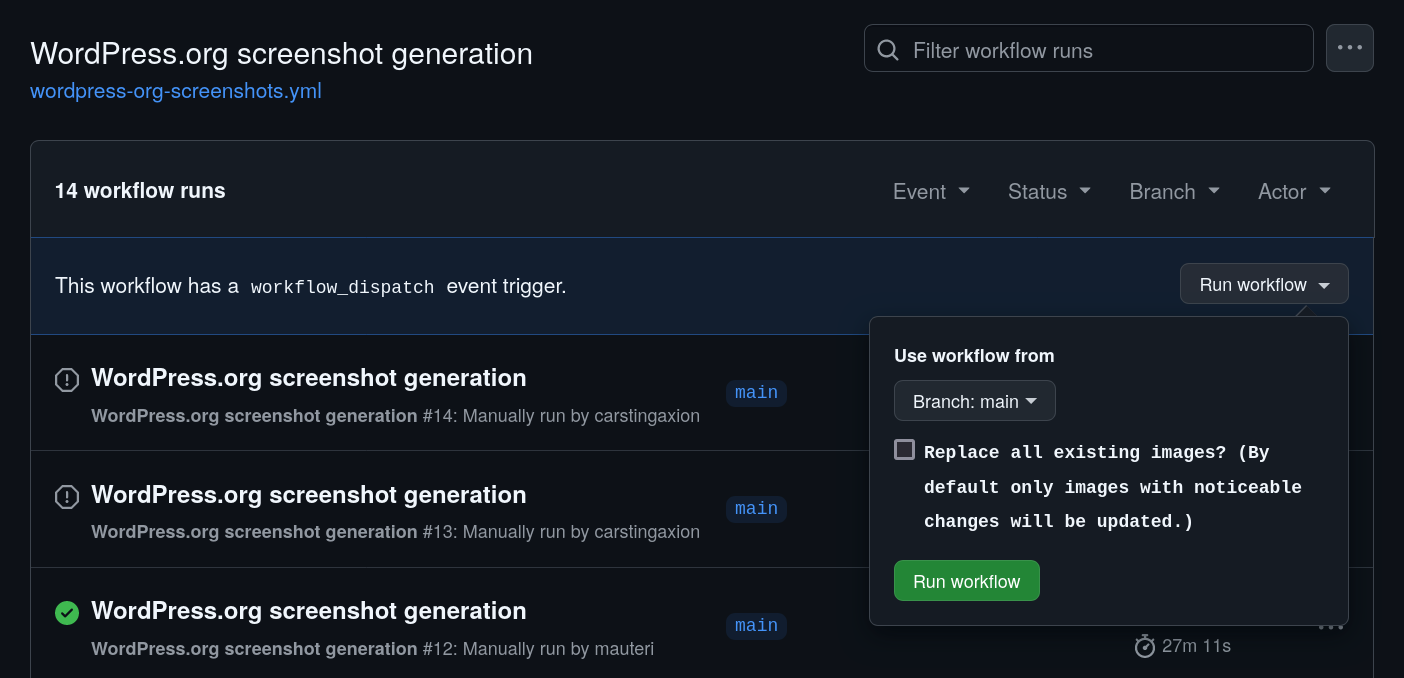 WordPress.org screenshot generation
Filter workflow runs
wordpress-org-screenshots.yml
14 workflow runs
Event Status Branch Actor
This workflow has a workflow_dispatch event trigger.
Run workflow
Use workflow from
Branch: main
Replace all existing images? (By
default only images with noticeable
changes will be updated.)
Run workflow
WordPress.org screenshot generation
main
WordPress.org screenshot generation #14: Manually run by carstingaxion
WordPress.org screenshot generation
main
WordPress.org screenshot generation #13: Manually run by carstingaxion
WordPress.org screenshot generation
main
WordPress.org screenshot generation #12: Manually run by mauteri
27m 11s